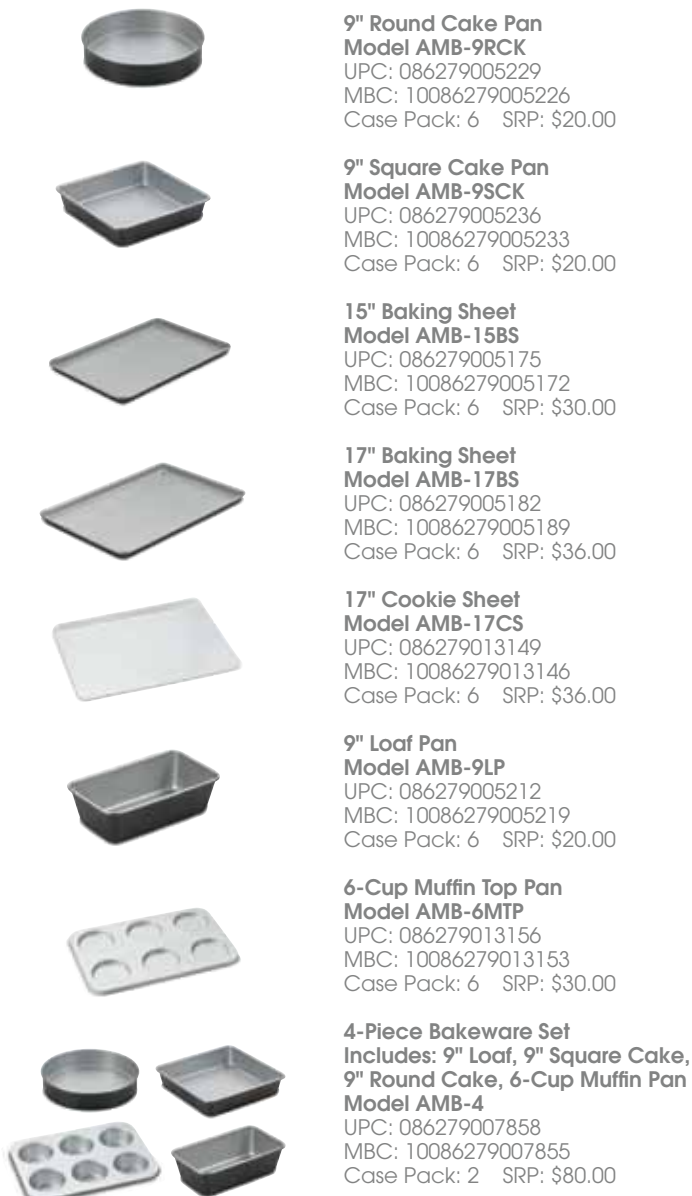 9" Round Cake Pan
Model AMB-9RCK
UPC: 086279005229
MBC: 10086279005226
Case Pack: 6 SRP: $20.00
9" Square Cake Pan
Model AMB-9SCK
UPC: 086279005236
MBC: 10086279005233
Case Pack: 6 SRP: $20.00
15" Baking Sheet
Model AMB-15BS
UPC: 086279005175
MBC: 10086279005172
Case Pack: 6 SRP: $30.00
17" Baking Sheet
Model AMB-17BS
UPC: 086279005182
MBC: 10086279005189
Case Pack: 6 SRP: $36.00
17" Cookie Sheet
Model AMB-17CS
UPC: 086279013149
MBC: 10086279013146
Case Pack: 6 SRP: $36.00
9" Loaf Pan
Model AMB-9LP
UPC: 086279005212
MBC: 10086279005219
Case Pack: 6 SRP: $20.00
6-Cup Muffin Top Pan
Model AMB-6MTP
UPC: 086279013156
MBC: 10086279013153
Case Pack: 6 SRP: $30.00
4-Piece Bakeware Set
Includes: 9" Loaf, 9" Square Cake,
9" Round Cake, 6-Cup Muffin Pan
Model AMB-4
UPC: 086279007858
MBC: 10086279007855
Case Pack: 2 SRP: $80.00